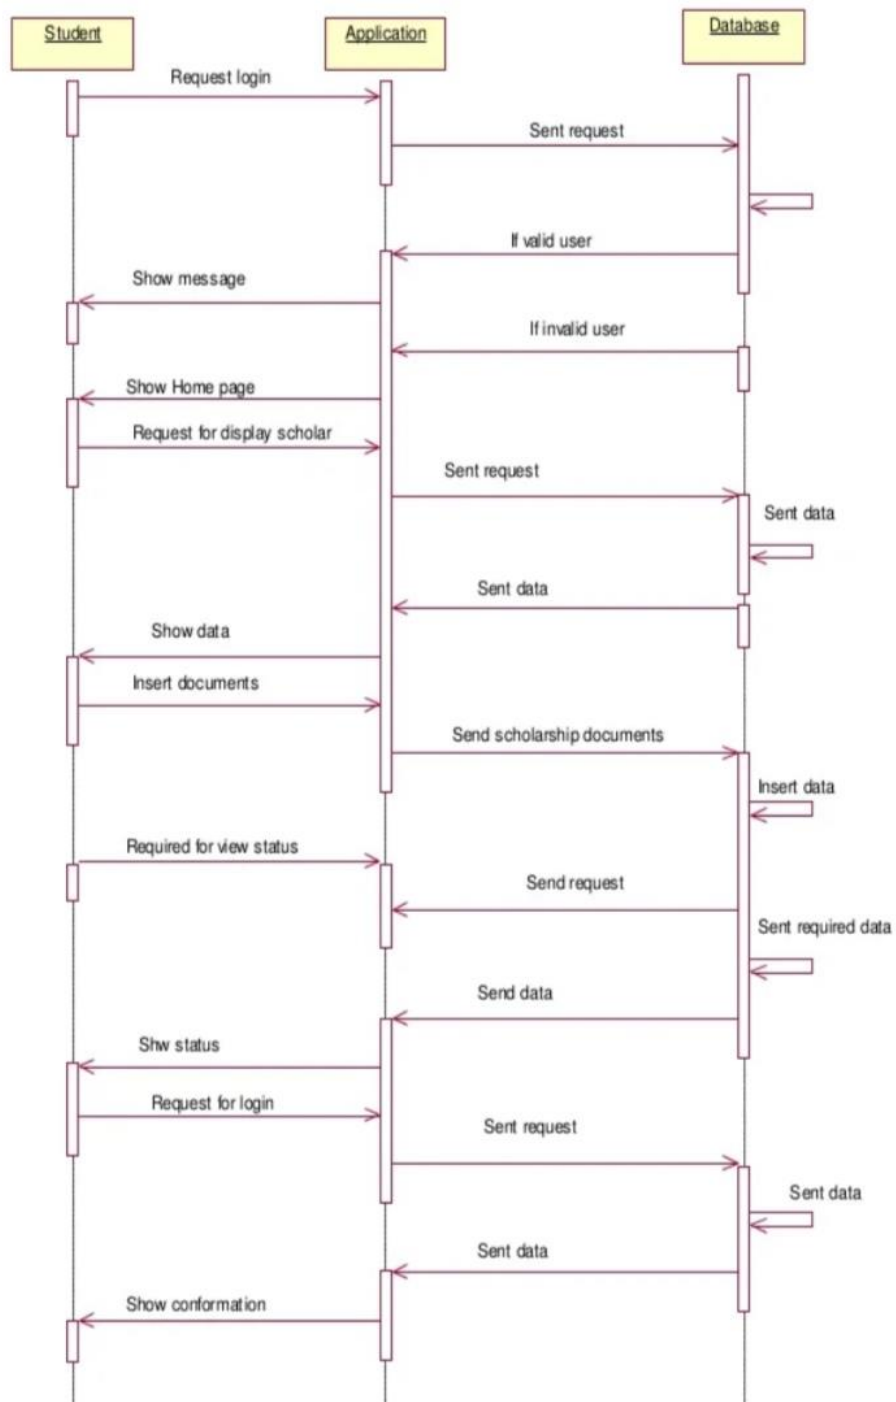 Student
Application
Database
Request login
Sent request
If valid user
Show message
If invalid user
Show Home page
Request for display scholar
Sent request
Sent data
Sent data
Show data
Insert documents
Send scholarship documents
Insert data
Required for view status
Send request
Sent required data
Send data
Shw status
Request for login
Sent request
Sent data
Sent data
Show conformation